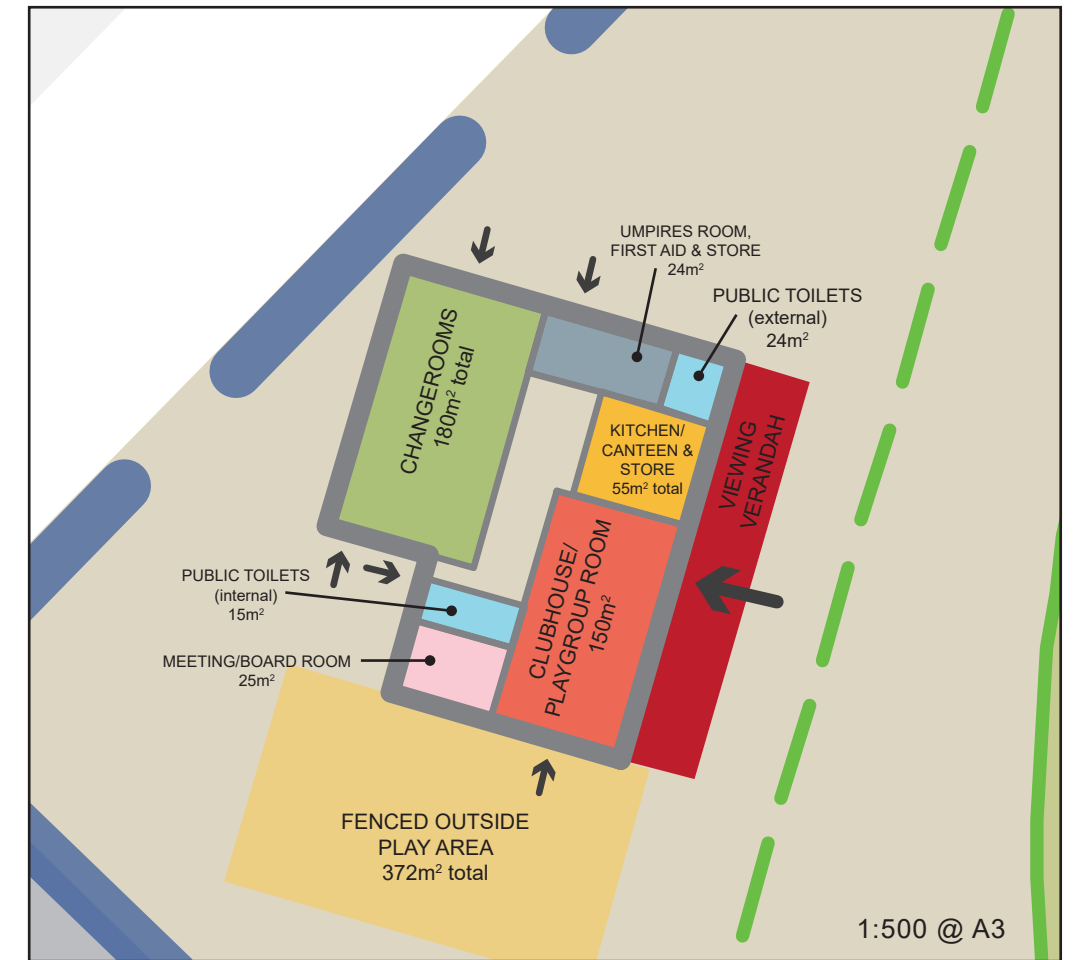 UMPIRES ROOM,
FIRST AID & STORE
24m²
PUBLIC TOILETS
(external)
24m²
CHANGEROOMS
180m² total
KITCHEN/
CANTEEN &
STORE
55m² total
VIEWING
VERANDAH
CLUBHOUSE/
PLAYGROUP ROOM
150m²
PUBLIC TOILETS
(internal)
15m²
MEETING/BOARD ROOM
25m²
FENCED OUTSIDE
PLAY AREA
372m² total
1:500 @ A3